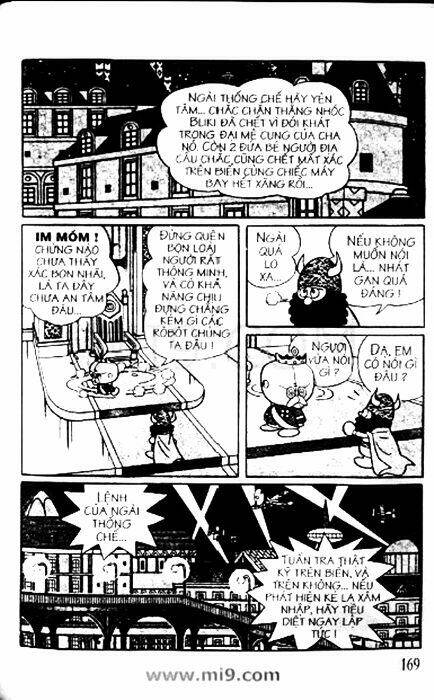 NGÀI THỐNG CHẾ HÃY YÊN
TÂM... CHẮC CHẮN THẰNG NHÓC
BLIKI ĐÃ CHẾT VÌ ĐÓI KHÁT
TRONG ĐẠI MÊ CUNG CỦA CHA
NÓ. CÒN 2 ĐỨA BÉ NGƯỜI ĐỊA
CẦU CHẮC CŨNG CHẾT MẤT XÁC
TRÊN BIỂN CÙNG CHIẾC MÁY
BAY HẾT XĂNG RỒI...
IM MỒM !
CHỪNG NÀO
CHƯA THẤY
XÁC BỌN NHÃI,
LÀ TA ĐÂY
CHƯA AN TÂM
ĐÂU...
ĐỪNG QUÊN
BỌN LOÀI
NGƯỜI RẤT
THÔNG MINH,
VÀ CÓ KHẢ
NĂNG CHỊU
ĐỰNG CHẲNG
KÉM GÌ CÁC
RÔBỐT CHÚNG
TA ĐÂU !
NGÀI
QUÁ
LO
XA...
NẾU KHÔNG
MUỐN NÓI
LÀ... NHÁT
GAN QUÁ
ĐÁNG !
NGƯƠI
VỪA NÓI
GÌ ?
DẠ, EM
CÓ NÓI GÌ
ĐÂU ?
LỆNH
CỦA NGÀI
THỐNG
CHẾ...
TUẦN TRA THẬT
KỸ TRÊN BIỂN, VÀ
TRÊN KHÔNG... NẾU
PHÁT HIỆN KẺ LẠ XÂM
NHẬP, HÃY TIÊU
DIỆT NGAY LẬP
TỨC !
169
www.mi9.com